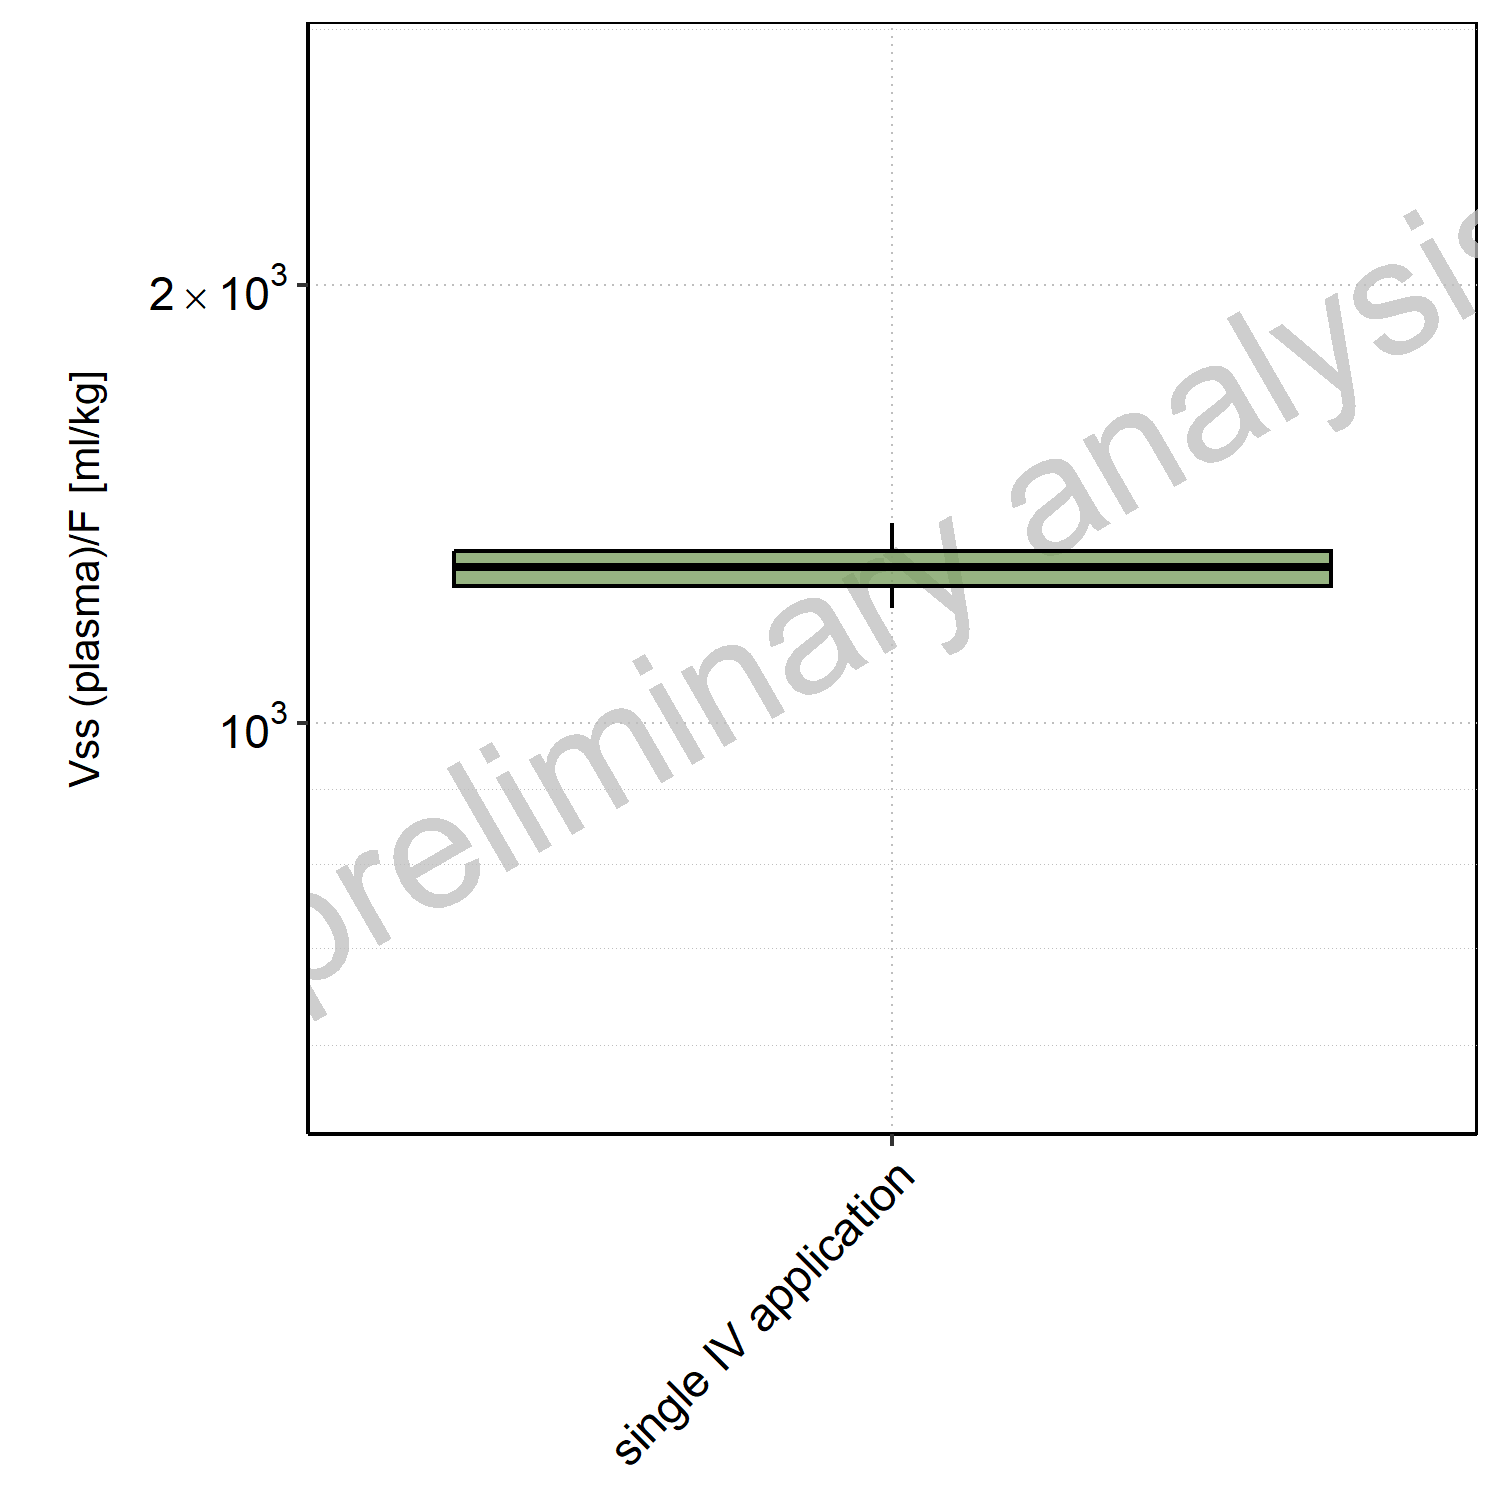 2 × 10³
10³
Vss (plasma)/F [ml/kg]
preliminary analysis
single IV application